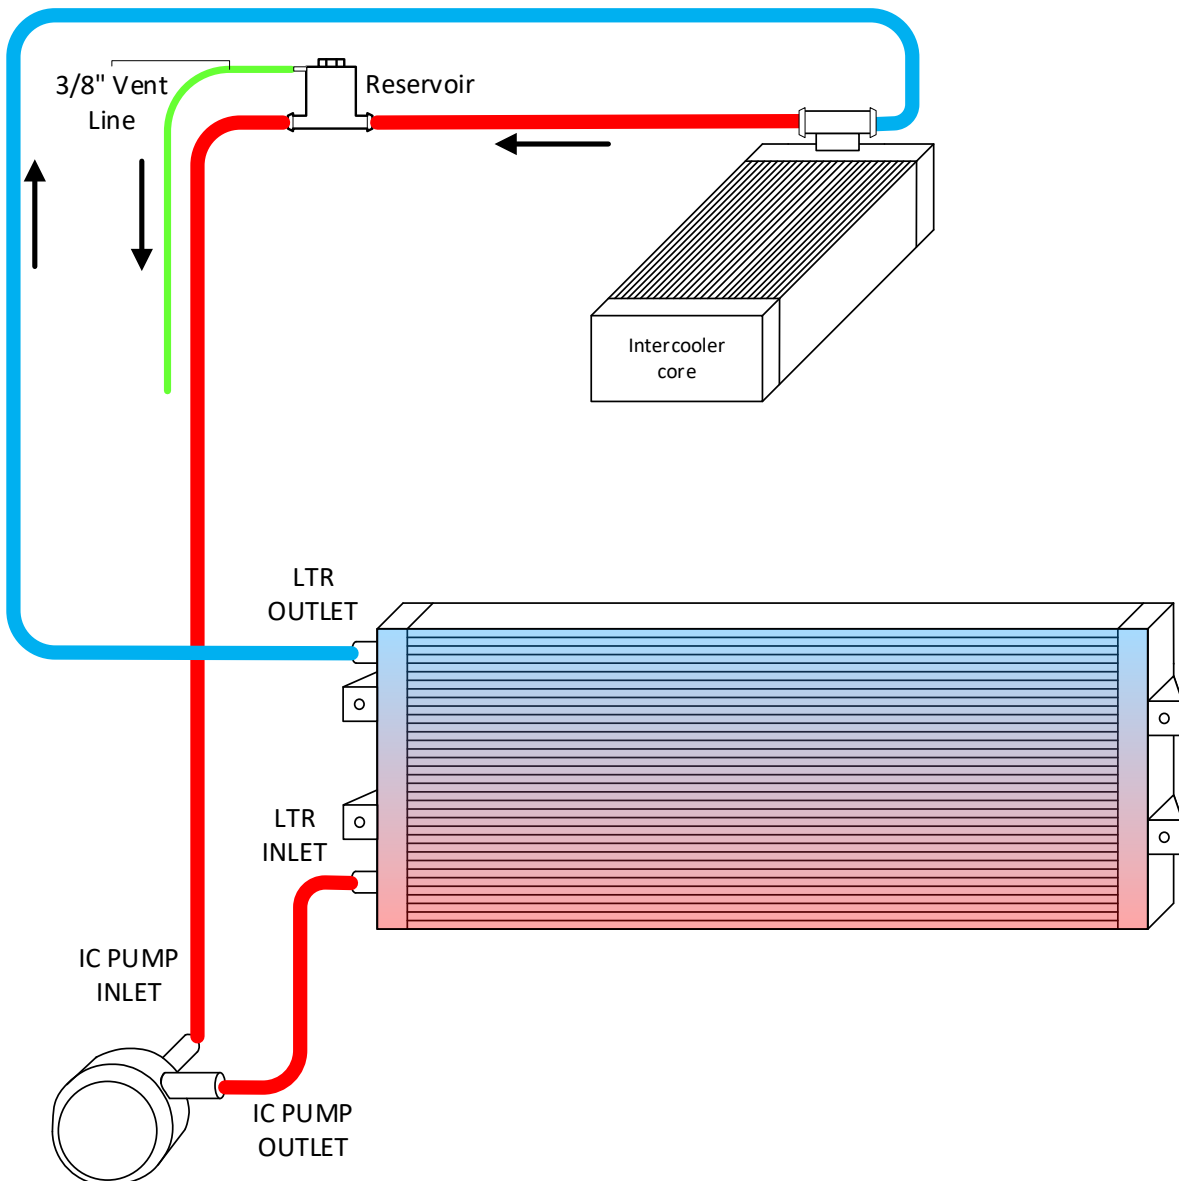 3/8" Vent
Line
Reservoir
Intercooler
core
LTR
OUTLET
LTR
INLET
IC PUMP
INLET
IC PUMP
OUTLET